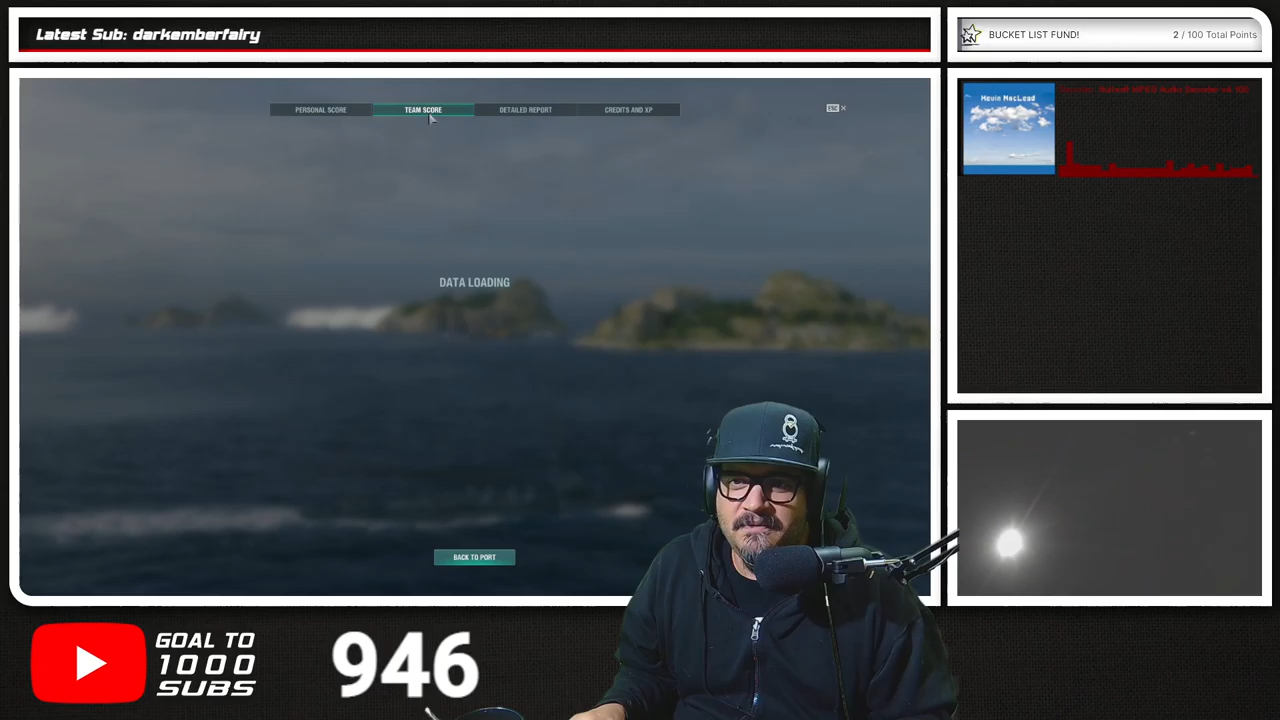 Latest Sub: darkemberfairy
BUCKET LIST FUND!
2 / 100 Total Points
PERSONAL SCORE
TEAM SCORE
DETAILED REPORT
CREDITS AND XP
ESC ×
Kevin MacLeod
DATA LOADING
BACK TO PORT
GOAL TO
1000
SUBS
946